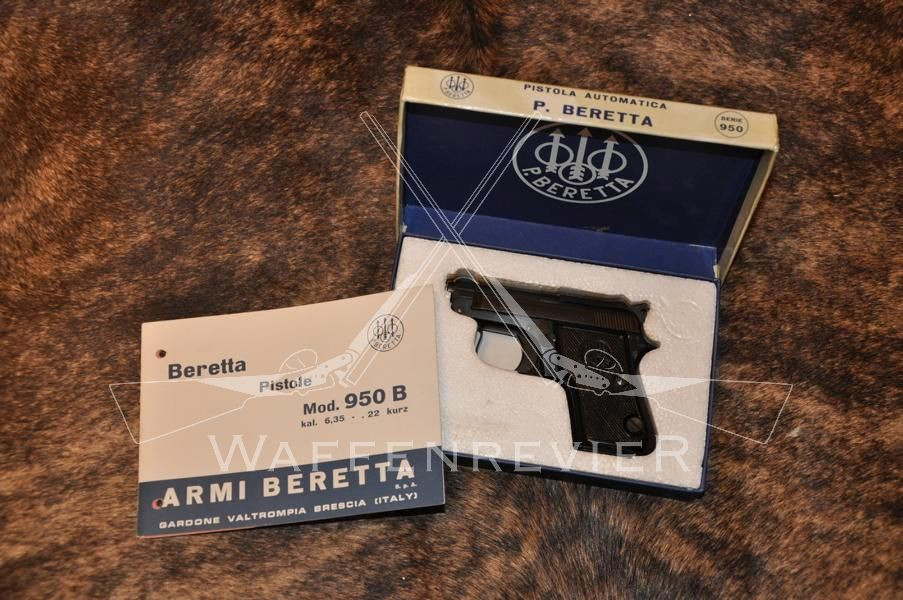 PISTOLA AUTOMATICA
P. BERETTA
SERIE
950
P. BERETTA
P. BERETTA
Beretta
Pistole
Mod. 950 B
kal. 6,35 . . 22 kurz
ARMI BERETTA
S. p. A.
GARDONE VALTROMPIA BRESCIA (ITALY)
WAFFENREVIER